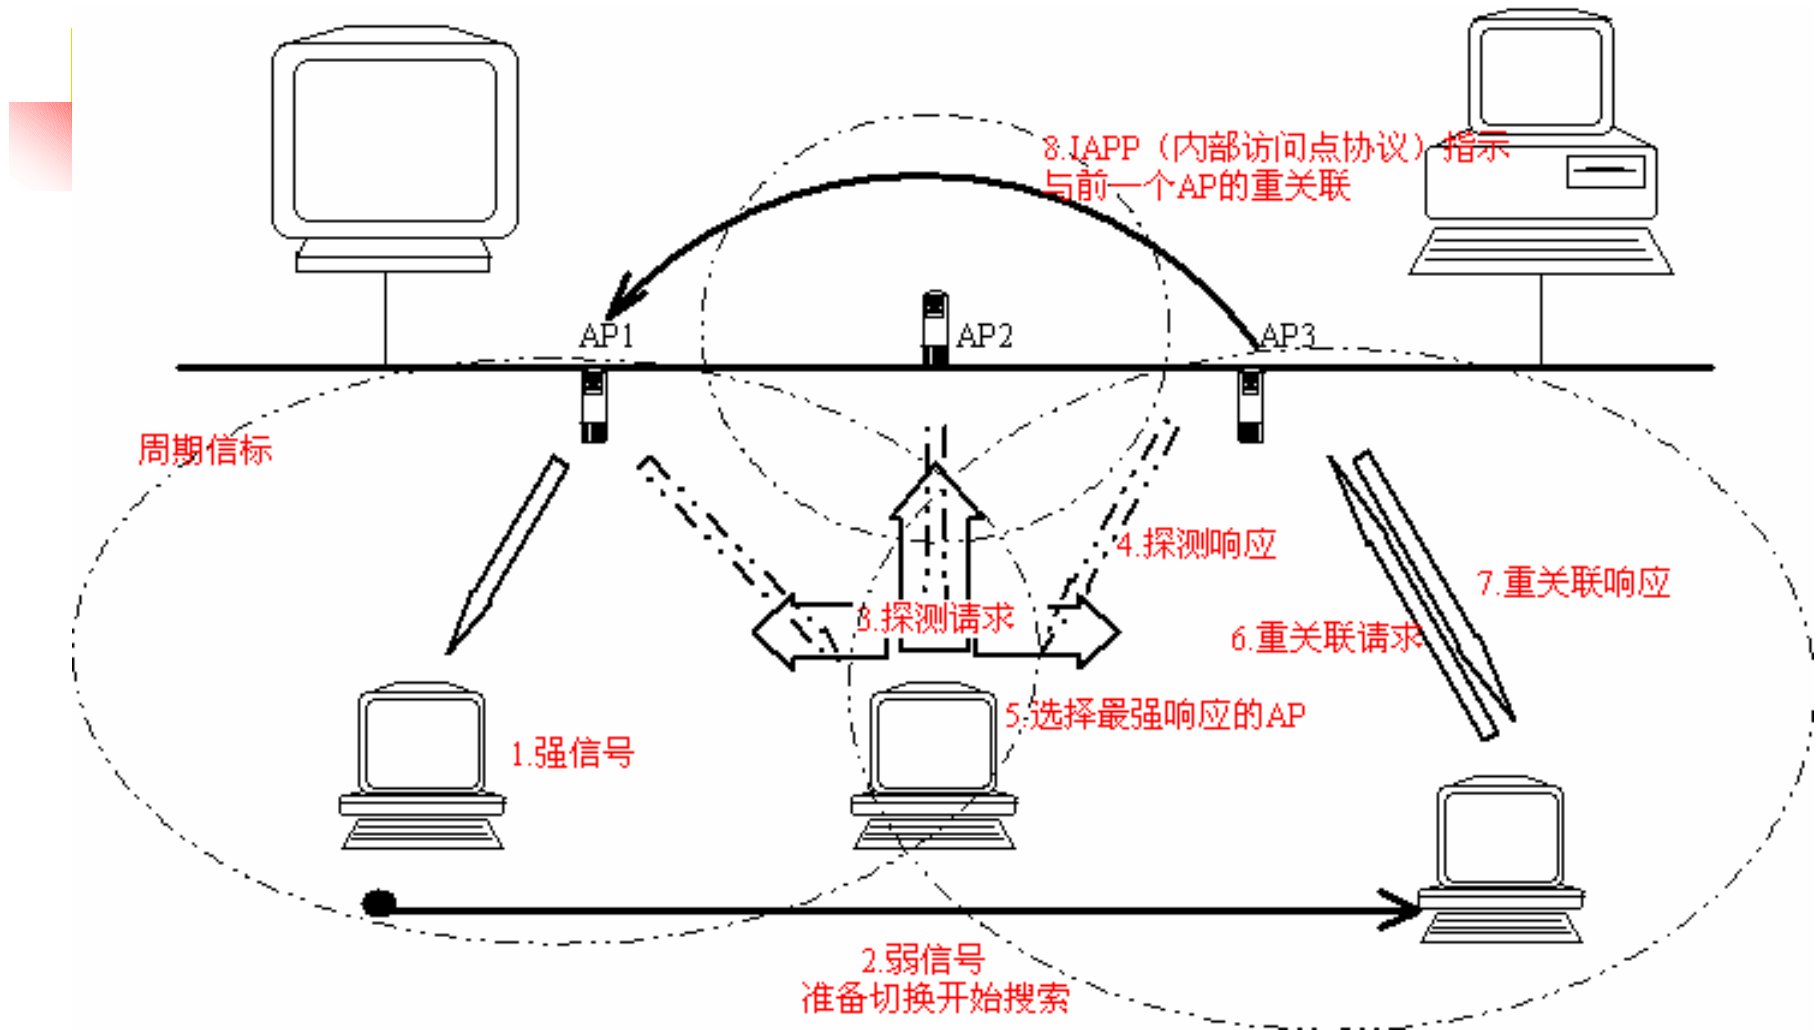 8.IAPP（内部访问点协议）指示
与前一个AP的重关联
AP1
AP2
AP3
周期信标
4.探测响应
7.重关联响应
3.探测请求
6.重关联请求
5.选择最强响应的AP
1.强信号
2.弱信号
准备切换开始搜索